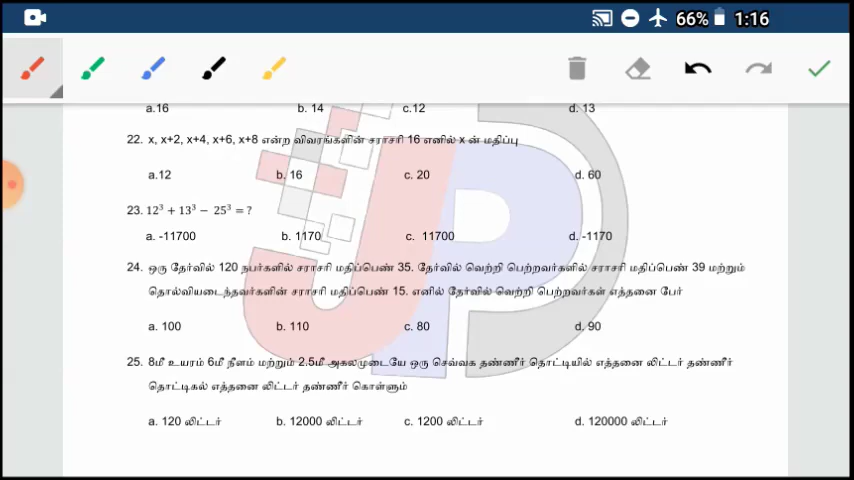 66% 1:16
a.16 b. 14 c.12 d. 13
22. x, x+2, x+4, x+6, x+8 என்ற விவரங்களின் சராசரி 16 எனில் x ன் மதிப்பு
a.12 b. 16 c. 20 d. 60
23. 12³ + 13³ − 25³ = ?
a. -11700 b. 1170 c. 11700 d. -1170
24. ஒரு தேர்வில் 120 நபர்களில் சராசரி மதிப்பெண் 35. தேர்வில் வெற்றி பெற்றவர்களில் சராசரி மதிப்பெண் 39 மற்றும்
தொல்வியடைந்தவர்களின் சராசரி மதிப்பெண் 15. எனில் தேர்வில் வெற்றி பெற்றவர்கள் எத்தனை பேர்
a. 100 b. 110 c. 80 d. 90
25. 8மீ உயரம் 6மீ நீளம் மற்றும் 2.5மீ அகலமுடையே ஒரு செவ்வக தண்ணீர் தொட்டியில் எத்தனை லிட்டர் தண்ணீர்
தொட்டிகல் எத்தனை லிட்டர் தண்ணீர் கொள்ளும்
a. 120 லிட்டர் b. 12000 லிட்டர் c. 1200 லிட்டர் d. 120000 லிட்டர்